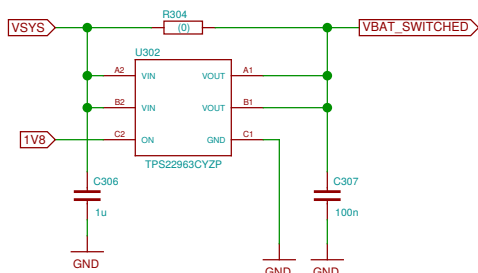 R304
VSYS
(0)
VBAT_SWITCHED
U302
A2
VIN
VOUT
A1
B2
VIN
VOUT
B1
1V8
C2
ON
GND
C1
TPS22963CYZP
C306
1u
C307
100n
GND
GND
GND